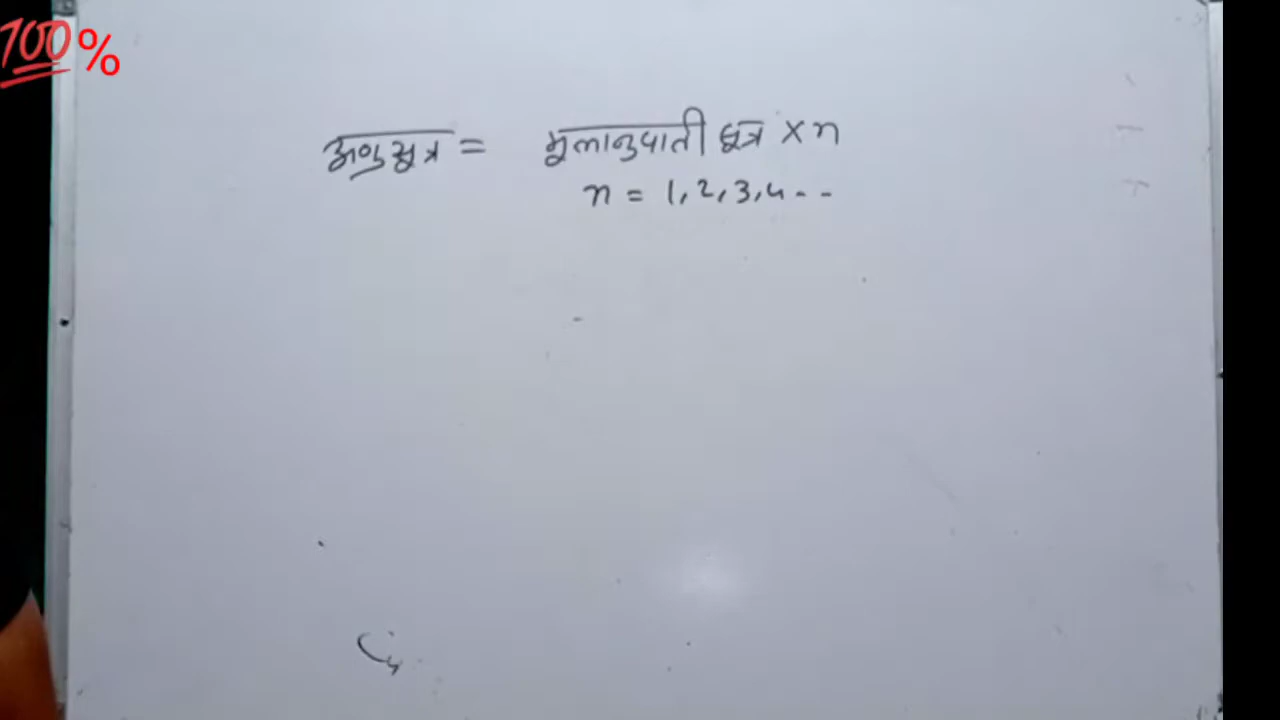 100%
अणुसूत्र = मूलानुपाती सूत्र × n
n = 1, 2, 3, 4 - -